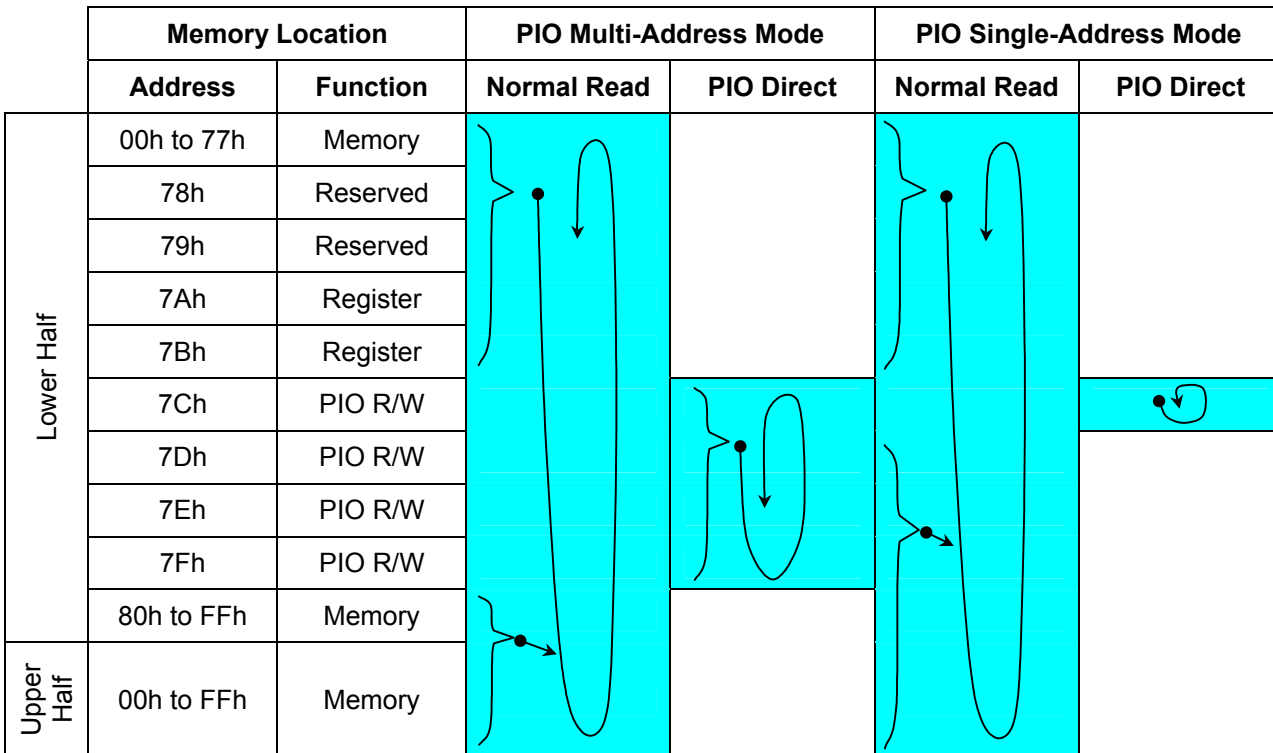 Memory Location PIO Multi-Address Mode PIO Single-Address Mode
Address Function Normal Read PIO Direct Normal Read PIO Direct
Lower Half
00h to 77h Memory
78h Reserved
79h Reserved
7Ah Register
7Bh Register
7Ch PIO R/W
7Dh PIO R/W
7Eh PIO R/W
7Fh PIO R/W
80h to FFh Memory
Upper
Half
00h to FFh Memory